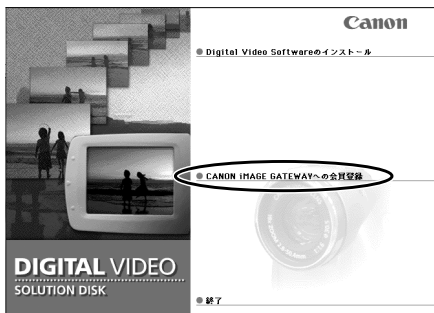 Canon
Digital Video Softwareのインストール
CANON iMAGE GATEWAYへの会員登録
DIGITAL VIDEO
SOLUTION DISK
終了